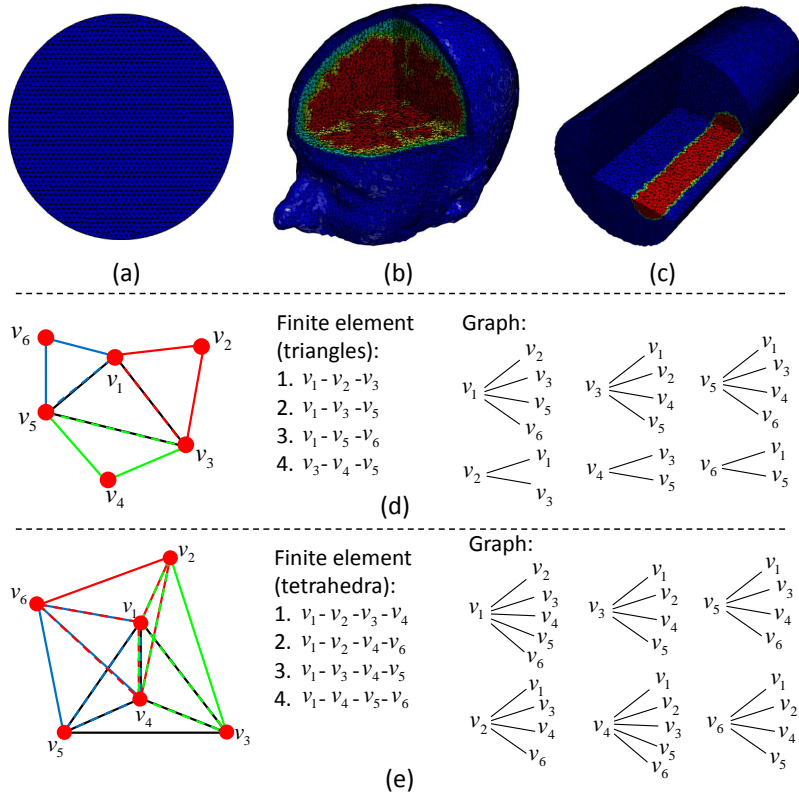 (a)
(b)
(c)
v6
v1
v2
v5
v3
v4
Finite element
(triangles):
1. v1 - v2 - v3
2. v1 - v3 - v5
3. v1 - v5 - v6
4. v3 - v4 - v5
Graph:
v1 v2 v3 v5 v6
v3 v1 v2 v4 v5
v5 v1 v3 v4 v6
v2 v1 v3
v4 v3 v5
v6 v1 v5
(d)
v2
v6
v1
v4
v5
v3
Finite element
(tetrahedra):
1. v1 - v2 - v3 - v4
2. v1 - v2 - v4 - v6
3. v1 - v3 - v4 - v5
4. v1 - v4 - v5 - v6
Graph:
v1 v2 v3 v4 v5 v6
v3 v1 v2 v4 v5
v5 v1 v3 v4 v6
v2 v1 v3 v4 v6
v4 v1 v2 v3 v5 v6
v6 v1 v2 v4 v5
(e)